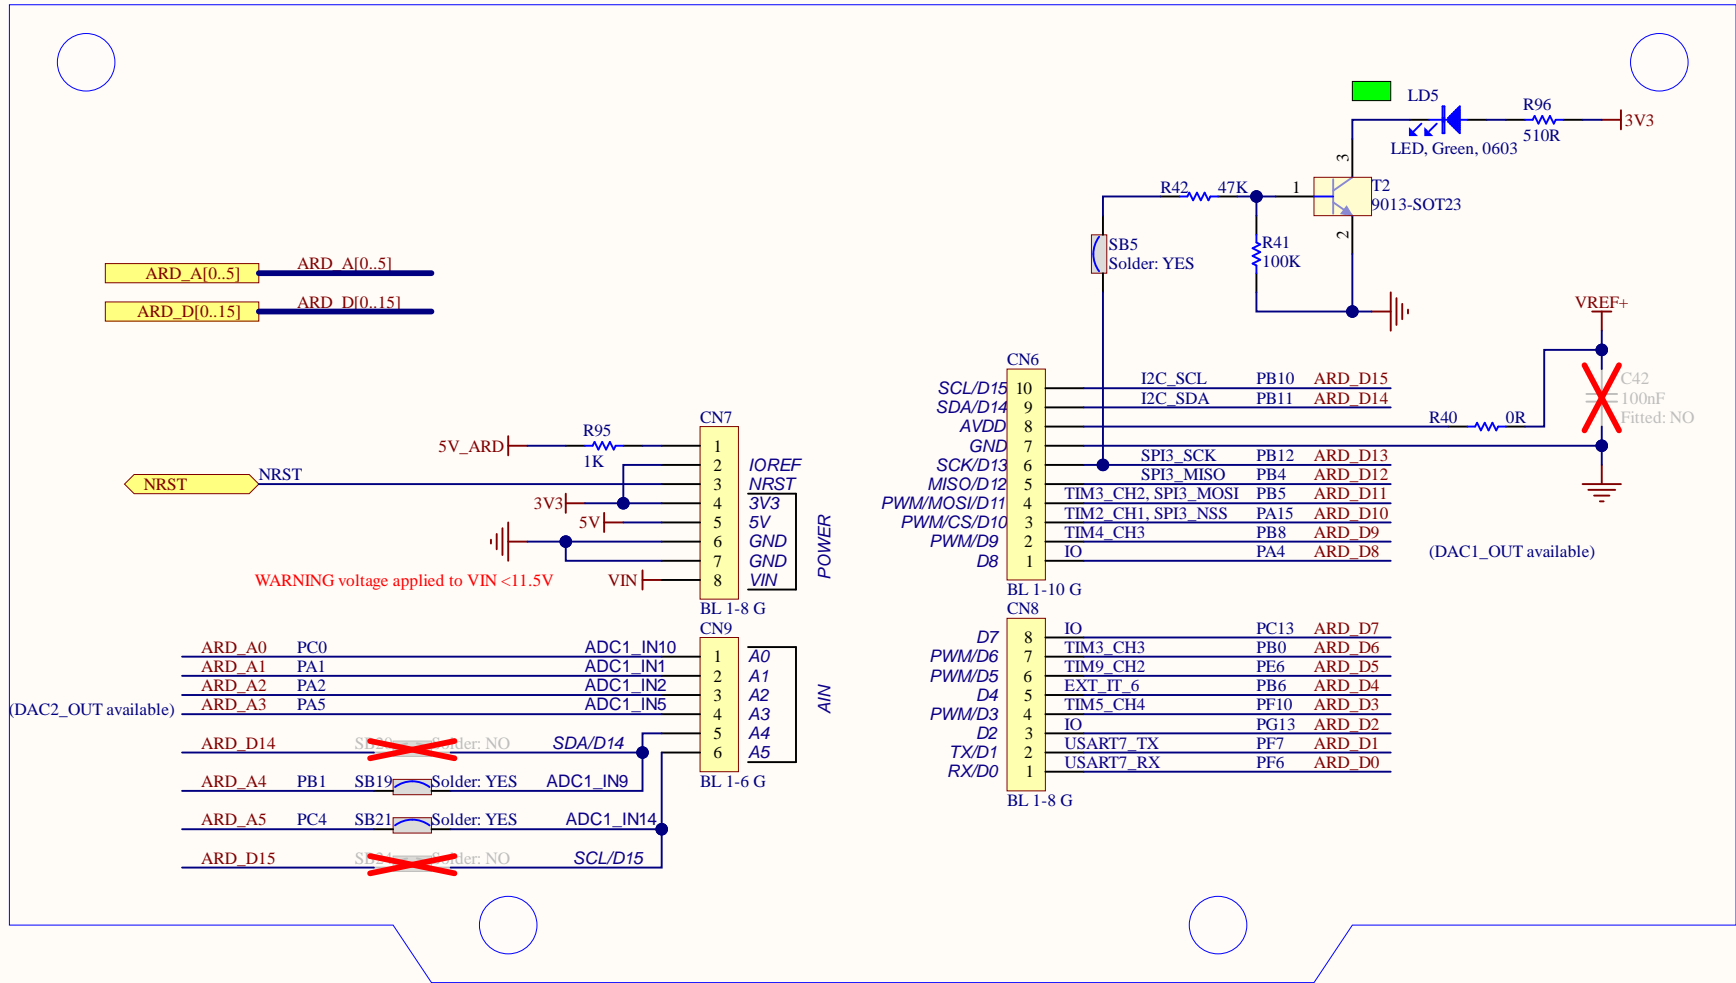 LD5
R96
510R
3V3
LED, Green, 0603
3
R42
47K
1
T2
9013-SOT23
2
SB5
Solder: YES
R41
100K
ARD_A[0..5]
ARD_A[0..5]
ARD_D[0..15]
ARD_D[0..15]
VREF+
C42
100nF
Fitted: NO
R40
0R
CN6
SCL/D15 10 I2C_SCL PB10 ARD_D15
SDA/D14 9 I2C_SDA PB11 ARD_D14
AVDD 8
GND 7
SCK/D13 6 SPI3_SCK PB12 ARD_D13
MISO/D12 5 SPI3_MISO PB4 ARD_D12
PWM/MOSI/D11 4 TIM3_CH2, SPI3_MOSI PB5 ARD_D11
PWM/CS/D10 3 TIM2_CH1, SPI3_NSS PA15 ARD_D10
PWM/D9 2 TIM4_CH3 PB8 ARD_D9
D8 1 IO PA4 ARD_D8 (DAC1_OUT available)
BL 1-10 G
CN7
5V_ARD R95 1
1K
2 IOREF
NRST NRST 3 NRST
3V3 4 3V3
5V 5 5V
6 GND
7 GND
WARNING voltage applied to VIN <11.5V VIN 8 VIN
POWER
BL 1-8 G
CN8
D7 8 IO PC13 ARD_D7
PWM/D6 7 TIM3_CH3 PB0 ARD_D6
PWM/D5 6 TIM9_CH2 PE6 ARD_D5
D4 5 EXT_IT_6 PB6 ARD_D4
PWM/D3 4 TIM5_CH4 PF10 ARD_D3
D2 3 IO PG13 ARD_D2
TX/D1 2 USART7_TX PF7 ARD_D1
RX/D0 1 USART7_RX PF6 ARD_D0
BL 1-8 G
CN9
ARD_A0 PC0 ADC1_IN10 1 A0
ARD_A1 PA1 ADC1_IN1 2 A1
ARD_A2 PA2 ADC1_IN2 3 A2
(DAC2_OUT available) ARD_A3 PA5 ADC1_IN5 4 A3
5 A4
6 A5
AIN
BL 1-6 G
ARD_D14 Solder: NO SDA/D14
ARD_A4 PB1 SB19 Solder: YES ADC1_IN9
ARD_A5 PC4 SB21 Solder: YES ADC1_IN14
ARD_D15 Solder: NO SCL/D15